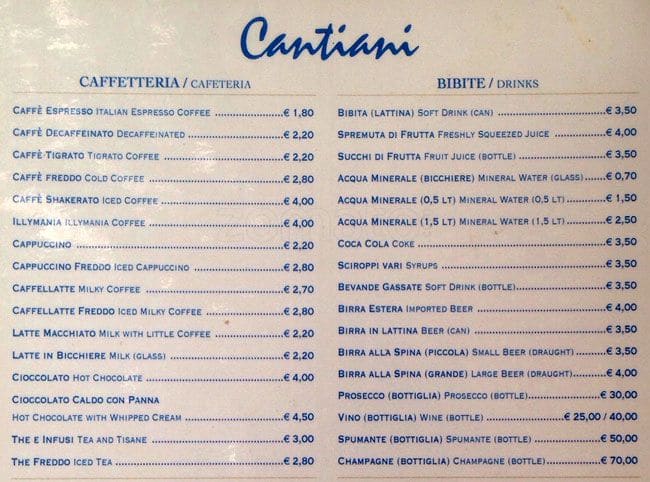 Cantiani
CAFFETTERIA / CAFETERIA
CAFFÈ ESPRESSO ITALIAN ESPRESSO COFFEE ........................€ 1,80
CAFFÈ DECAFFEINATO DECAFFEINATED ........................€ 2,20
CAFFÈ TIGRATO TIGRATO COFFEE ........................€ 2,20
CAFFÈ FREDDO COLD COFFEE ........................€ 2,80
CAFFÈ SHAKERATO ICED COFFEE ........................€ 4,00
ILLYMANIA ILLYMANIA COFFEE ........................€ 4,00
CAPPUCCINO ........................€ 2,20
CAPPUCCINO FREDDO ICED CAPPUCCINO ........................€ 2,80
CAFFELLATTE MILKY COFFEE ........................€ 2,70
CAFFELLATTE FREDDO ICED MILKY COFFEE ........................€ 2,80
LATTE MACCHIATO MILK WITH LITTLE COFFEE ........................€ 2,20
LATTE IN BICCHIERE MILK (GLASS) ........................€ 2,20
CIOCCOLATO HOT CHOCOLATE ........................€ 4,00
CIOCCOLATO CALDO CON PANNA
HOT CHOCOLATE WITH WHIPPED CREAM ........................€ 4,50
THE E INFUSI TEA AND TISANE ........................€ 3,00
THE FREDDO ICED TEA ........................€ 2,80
BIBITE / DRINKS
BIBITA (LATTINA) SOFT DRINK (CAN) ........................€ 3,50
SPREMUTA DI FRUTTA FRESHLY SQUEEZED JUICE ........................€ 4,00
SUCCHI DI FRUTTA FRUIT JUICE (BOTTLE) ........................€ 3,50
ACQUA MINERALE (BICCHIERE) MINERAL WATER (GLASS) ......€ 0,70
ACQUA MINERALE (0,5 LT) MINERAL WATER (0,5 LT) ............€ 1,50
ACQUA MINERALE (1,5 LT) MINERAL WATER (1,5 LT) ............€ 2,50
COCA COLA COKE ........................€ 3,50
SCIROPPI VARI SYRUPS ........................€ 3,50
BEVANDE GASSATE SOFT DRINK (BOTTLE) ........................€ 3,50
BIRRA ESTERA IMPORTED BEER ........................€ 4,00
BIRRA IN LATTINA BEER (CAN) ........................€ 3,50
BIRRA ALLA SPINA (PICCOLA) SMALL BEER (DRAUGHT) ..........€ 3,50
BIRRA ALLA SPINA (GRANDE) LARGE BEER (DRAUGHT) ..........€ 4,00
PROSECCO (BOTTIGLIA) PROSECCO (BOTTLE) ........................€ 30,00
VINO (BOTTIGLIA) WINE (BOTTLE) ........................€ 25,00 / 40,00
SPUMANTE (BOTTIGLIA) SPUMANTE (BOTTLE) ........................€ 50,00
CHAMPAGNE (BOTTIGLIA) CHAMPAGNE (BOTTLE) ........................€ 70,00